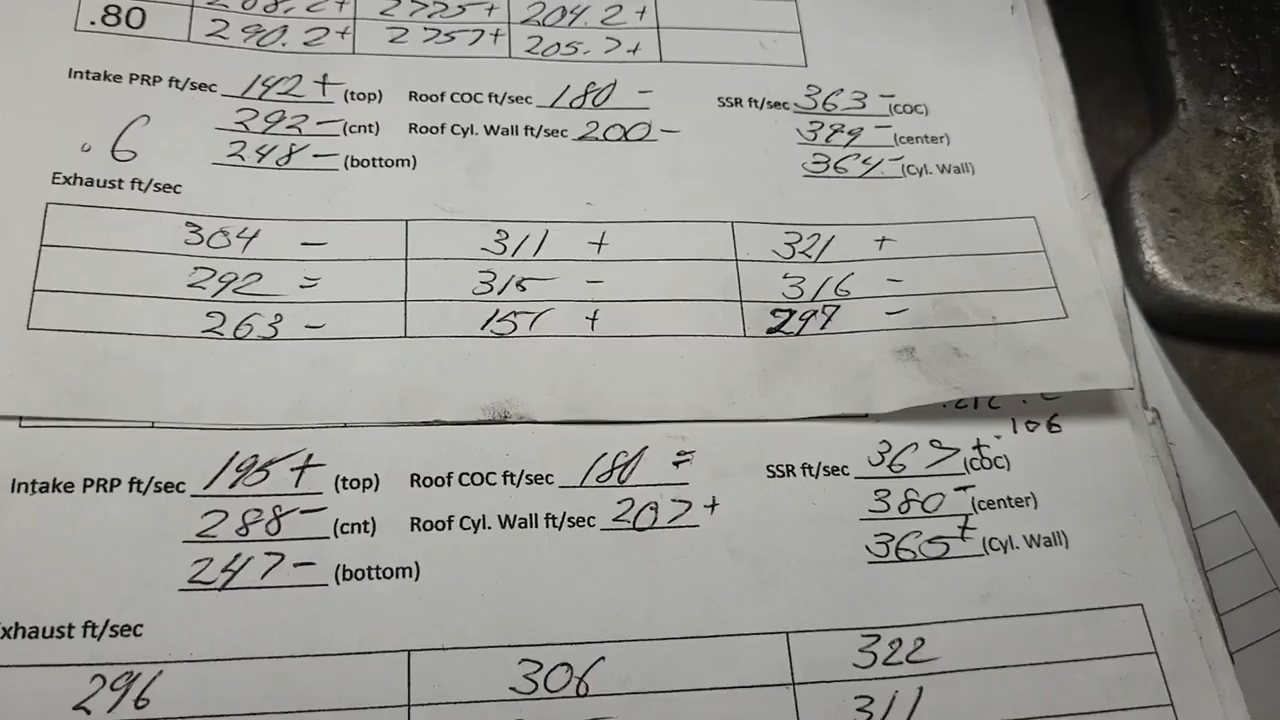 .80 290.2+ 2757+ 205.7+
Intake PRP ft/sec 142+ (top) Roof COC ft/sec 180 - SSR ft/sec 363- (COC)
.6 292- (cnt) Roof Cyl. Wall ft/sec 200- 389- (center)
248- (bottom) 364- (Cyl. Wall)
Exhaust ft/sec
304 - 311 + 321 +
292 = 315 - 316 -
263 - 151 + 297 -
106
Intake PRP ft/sec 195+ (top) Roof COC ft/sec 180 = SSR ft/sec 367+ (COC)
288- (cnt) Roof Cyl. Wall ft/sec 207+ 380- (center)
247- (bottom) 365+ (Cyl. Wall)
xhaust ft/sec
296 306 322
311